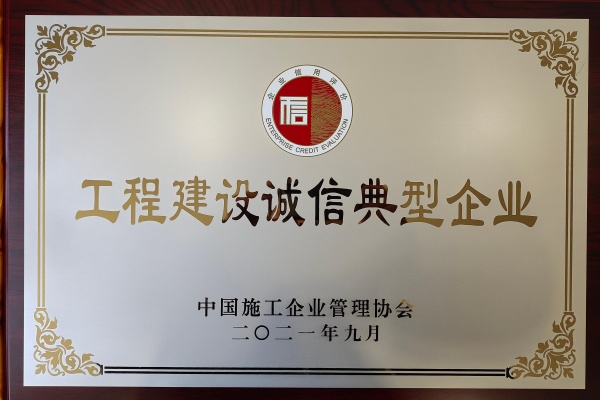 企业信用评价
信
ENTERPRISE CREDIT EVALUATION
工程建设诚信典型企业
中国施工企业管理协会
二〇二一年九月